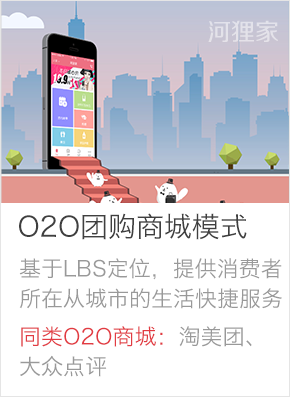 河狸家
O2O团购商城模式
基于LBS定位，提供消费者
所在从城市的生活快捷服务
同类O2O商城：淘美团、
大众点评